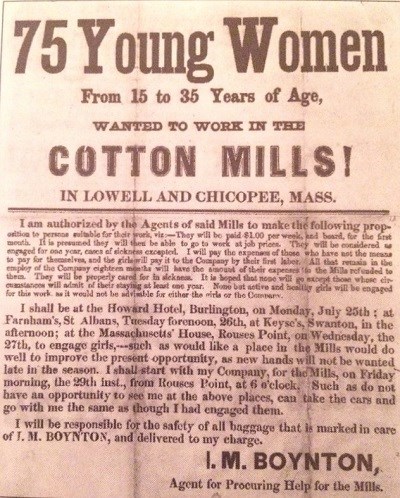 75 Young Women
From 15 to 35 Years of Age,
WANTED TO WORK IN THE
COTTON MILLS!
IN LOWELL AND CHICOPEE, MASS.
I am authorized by the Agents of said Mills to make the following prop-
osition to persons suitable for their work, viz:—They will be paid $1.00 per week, and board, for the first
month. It is presumed they will then be able to go to work at job prices. They will be considered as
engaged for one year, cases of sickness excepted. I will pay the expenses of those who have not the means
to pay for themselves, and the girls will pay it to the Company by their first labor. All that remain in the
employ of the Company eighteen months will have the amount of their expenses to the Mills refunded to
them. They will be properly cared for in sickness. It is hoped that none will go except those whose cir-
cumstances will admit of their staying at least one year. None but active and healthy girls will be engaged
for this work as it would not be advisable for either the girls or the Company.
I shall be at the Howard Hotel, Burlington, on Monday, July 25th; at
Farnham's, St. Albans, Tuesday forenoon, 26th, at Keyse's, Swanton, in the
afternoon; at the Massachusetts' House, Rouses Point, on Wednesday, the
27th, to engage girls,---such as would like a place in the Mills would do
well to improve the present opportunity, as new hands will not be wanted
late in the season. I shall start with my Company, for the Mills, on Friday
morning, the 29th inst., from Rouses Point, at 6 o'clock. Such as do not
have an opportunity to see me at the above places, can take the cars and
go with me the same as though I had engaged them.
I will be responsible for the safety of all baggage that is marked in care
of I. M. BOYNTON, and delivered to my charge.
I. M. BOYNTON,
Agent for Procuring Help for the Mills.